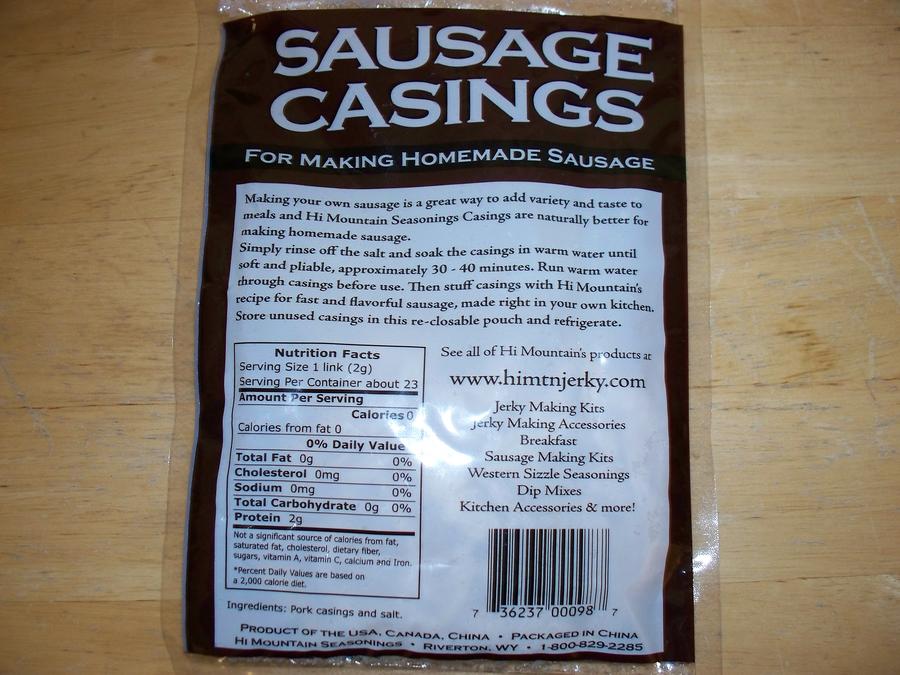 SAUSAGE
CASINGS
FOR MAKING HOMEMADE SAUSAGE
Making your own sausage is a great way to add variety and taste to
meals and Hi Mountain Seasonings Casings are naturally better for
making homemade sausage.
Simply rinse off the salt and soak the casings in warm water until
soft and pliable, approximately 30 - 40 minutes. Run warm water
through casings before use. Then stuff casings with Hi Mountain's
recipe for fast and flavorful sausage, made right in your own kitchen.
Store unused casings in this re-closable pouch and refrigerate.
Nutrition Facts
Serving Size 1 link (2g)
Serving Per Container about 23
Amount Per Serving
Calories 0
Calories from fat 0
0% Daily Value
Total Fat 0g 0%
Cholesterol 0mg 0%
Sodium 0mg 0%
Total Carbohydrate 0g 0%
Protein 2g
Not a significant source of calories from fat,
saturated fat, cholesterol, dietary fiber,
sugars, vitamin A, vitamin C, calcium and Iron.
*Percent Daily Values are based on
a 2,000 calorie diet.
Ingredients: Pork casings and salt.
See all of Hi Mountain's products at
www.himtnjerky.com
Jerky Making Kits
Jerky Making Accessories
Breakfast
Sausage Making Kits
Western Sizzle Seasonings
Dip Mixes
Kitchen Accessories & more!
7 36237 00098 7
PRODUCT OF THE USA, CANADA, CHINA • PACKAGED IN CHINA
HI MOUNTAIN SEASONINGS • RIVERTON, WY • 1-800-829-2285